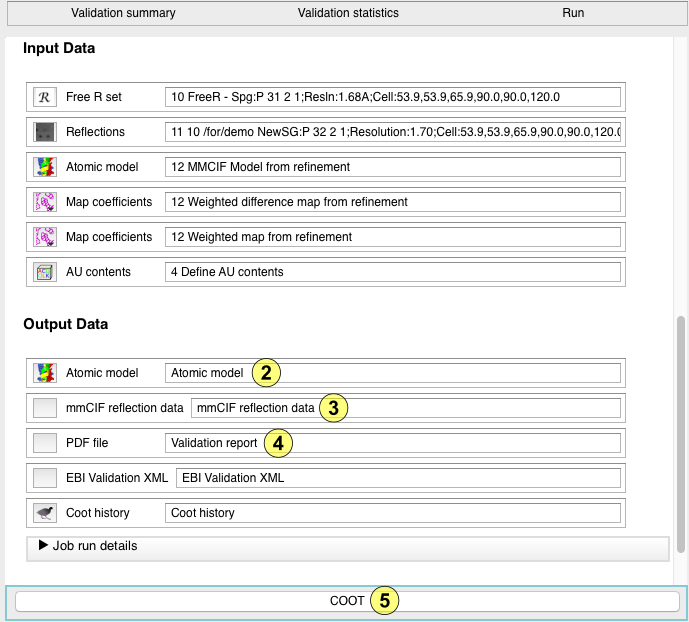 Validation summary Validation statistics Run
Input Data
R Free R set 10 FreeR - Spg:P 31 2 1;Resln:1.68A;Cell:53.9,53.9,65.9,90.0,90.0,120.0
Reflections 11 10 /for/demo NewSG:P 32 2 1;Resolution:1.70;Cell:53.9,53.9,65.9,90.0,90.0,120.0
Atomic model 12 MMCIF Model from refinement
Map coefficients 12 Weighted difference map from refinement
Map coefficients 12 Weighted map from refinement
AU contents 4 Define AU contents
Output Data
Atomic model Atomic model 2
mmCIF reflection data mmCIF reflection data 3
PDF file Validation report 4
EBI Validation XML EBI Validation XML
Coot history Coot history
Job run details
COOT 5